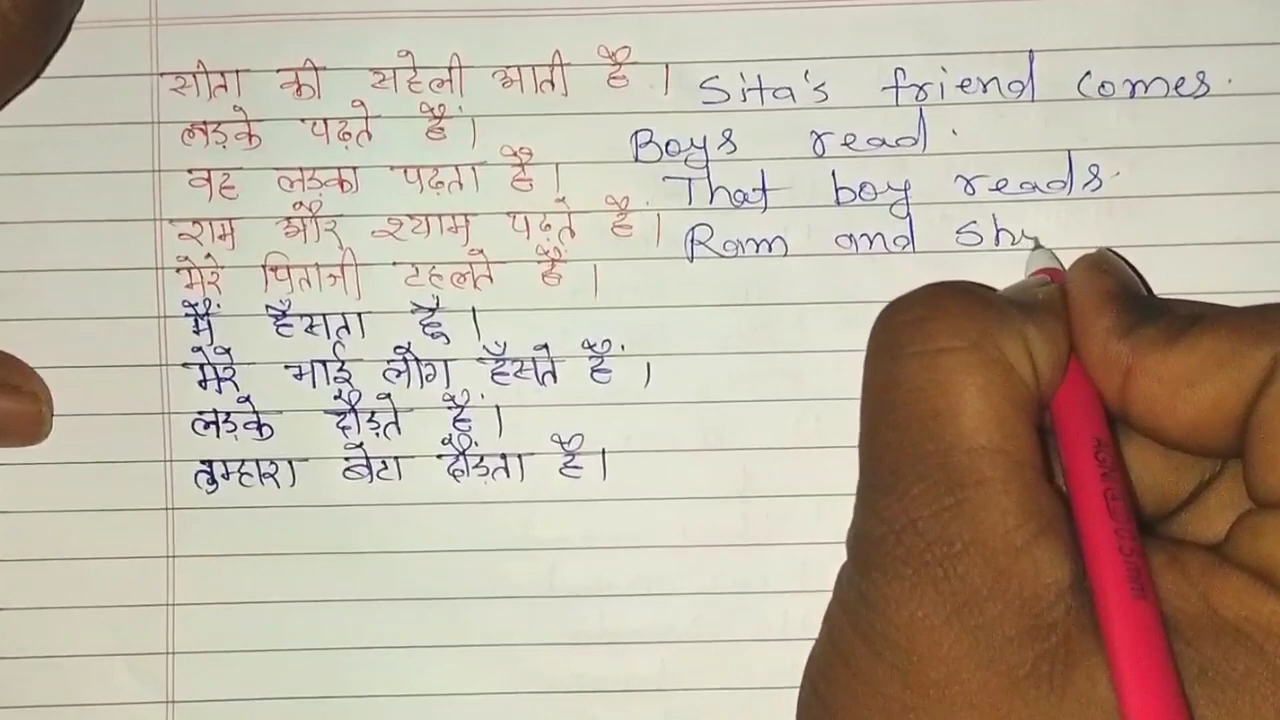 सीता की सहेली आती है । Sita's friend comes.
लड़के पढ़ते हैं । Boys read.
वह लड़का पढ़ता है । That boy reads.
राम और श्याम पढ़ते हैं । Ram and Shy
मेरे पिताजी टहलते हैं ।
मैं हँसता हूँ ।
मेरे भाई लोग हँसते हैं ।
लड़के दौड़ते हैं ।
तुम्हारा बेटा दौड़ता है ।